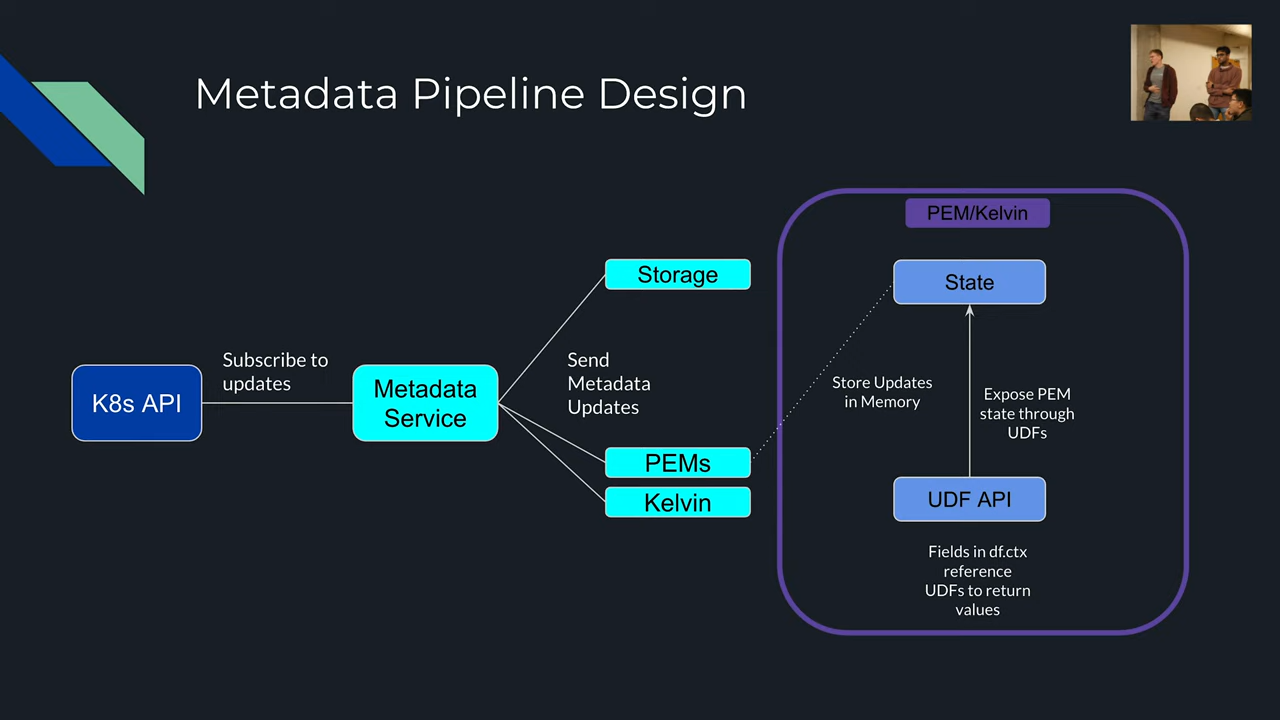 Metadata Pipeline Design
PEM/Kelvin
Storage
State
K8s API
Subscribe to
updates
Metadata
Service
Send
Metadata
Updates
PEMs
Kelvin
Store Updates
in Memory
Expose PEM
state through
UDFs
UDF API
Fields in df.ctx
reference
UDFs to return
values